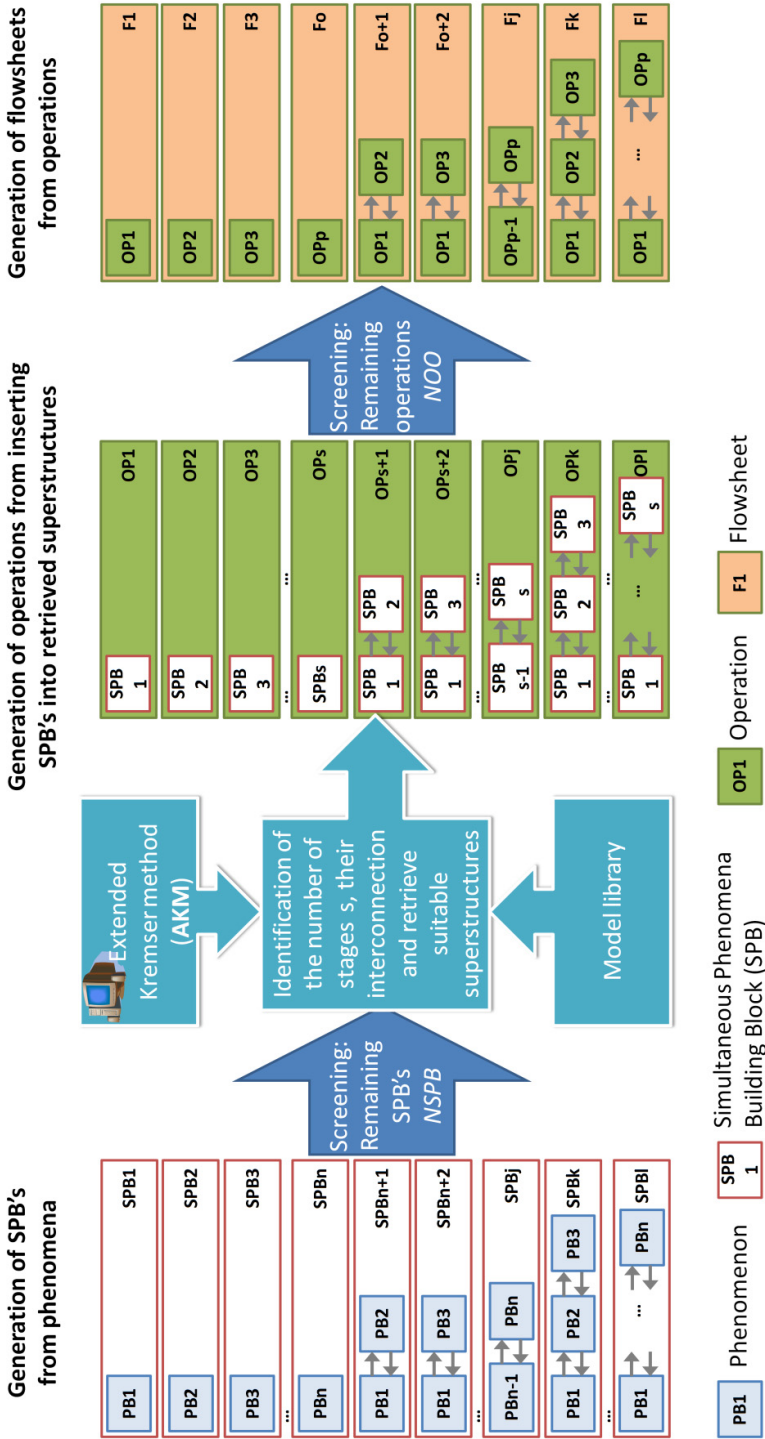 Generation of SPB's
from phenomena
PB1 SPB1
PB2 SPB2
PB3 SPB3
...
PBn SPBn
PB1 PB2 SPBn+1
PB1 PB3 SPBn+2
...
PBn-1 PBn SPBj
PB1 PB2 PB3 SPBk
...
PB1 ... PBn SPBl
Screening:
Remaining
SPB's
NSPB
Extended
Kremser method
(AKM)
Identification of
the number of
stages s, their
interconnection
and retrieve
suitable
superstructures
Model library
Generation of operations from inserting
SPB's into retrieved superstructures
SPB
1
OP1
SPB
2
OP2
SPB
3
OP3
...
...
SPBs OPs
SPB
1
SPB
2
OPs+1
SPB
1
SPB
3
OPs+2
...
...
SPB
s-1
SPB
s
OPj
SPB
1
SPB
2
SPB
3
OPk
...
...
SPB
1
...
SPB
s
OPl
Screening:
Remaining
operations
NOO
Generation of flowsheets
from operations
OP1 F1
OP2 F2
OP3 F3
OPp Fo
OP1 OP2 Fo+1
OP1 OP3 Fo+2
OPp-1 OPp Fj
OP1 OP2 OP3 Fk
OP1 ... OPp Fl
PB1 Phenomenon
SPB
1
Simultaneous Phenomena
Building Block (SPB)
OP1 Operation
F1 Flowsheet